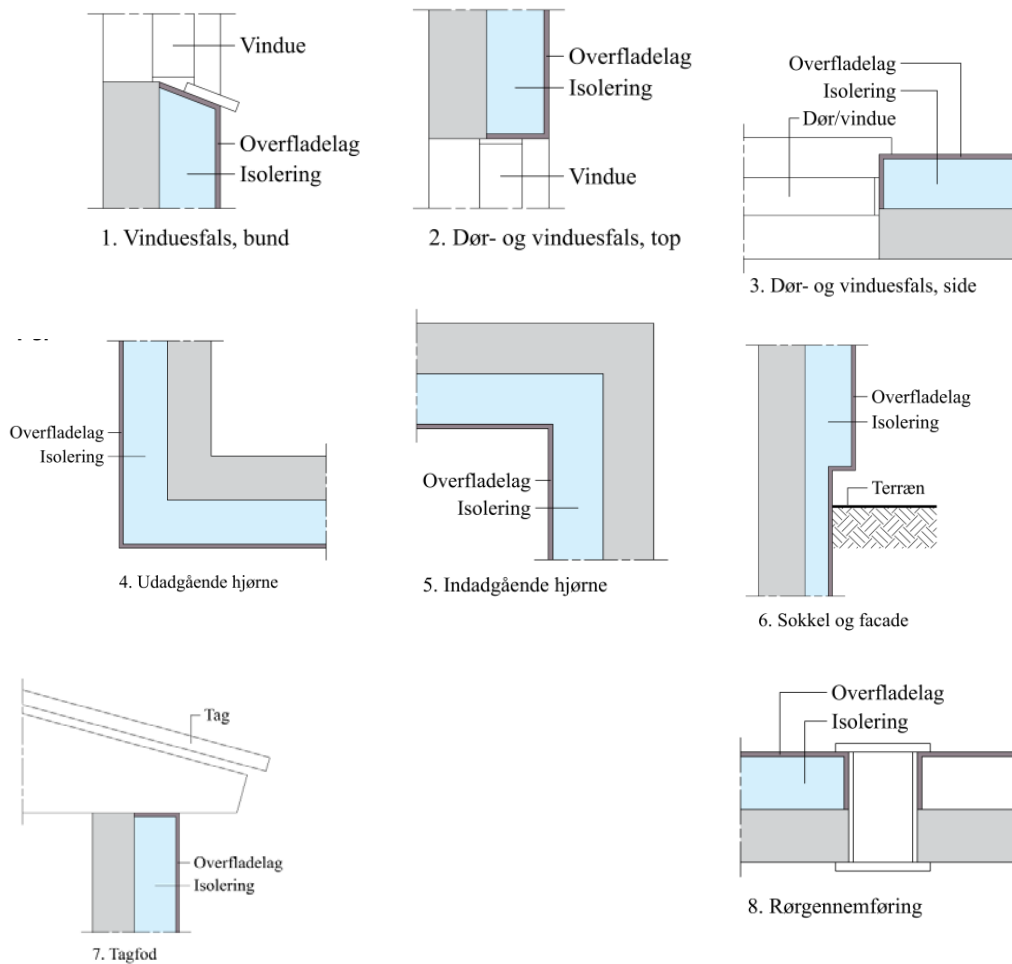 Vindue
Overfladelag
Isolering
1. Vinduesfals, bund
Overfladelag
Isolering
Vindue
2. Dør- og vinduesfals, top
Overfladelag
Isolering
Dør/vindue
3. Dør- og vinduesfals, side
Overfladelag
Isolering
4. Udadgående hjørne
Overfladelag
Isolering
5. Indadgående hjørne
Overfladelag
Isolering
Terræn
6. Sokkel og facade
Tag
Overfladelag
Isolering
7. Tagfod
Overfladelag
Isolering
8. Rørgennemføring